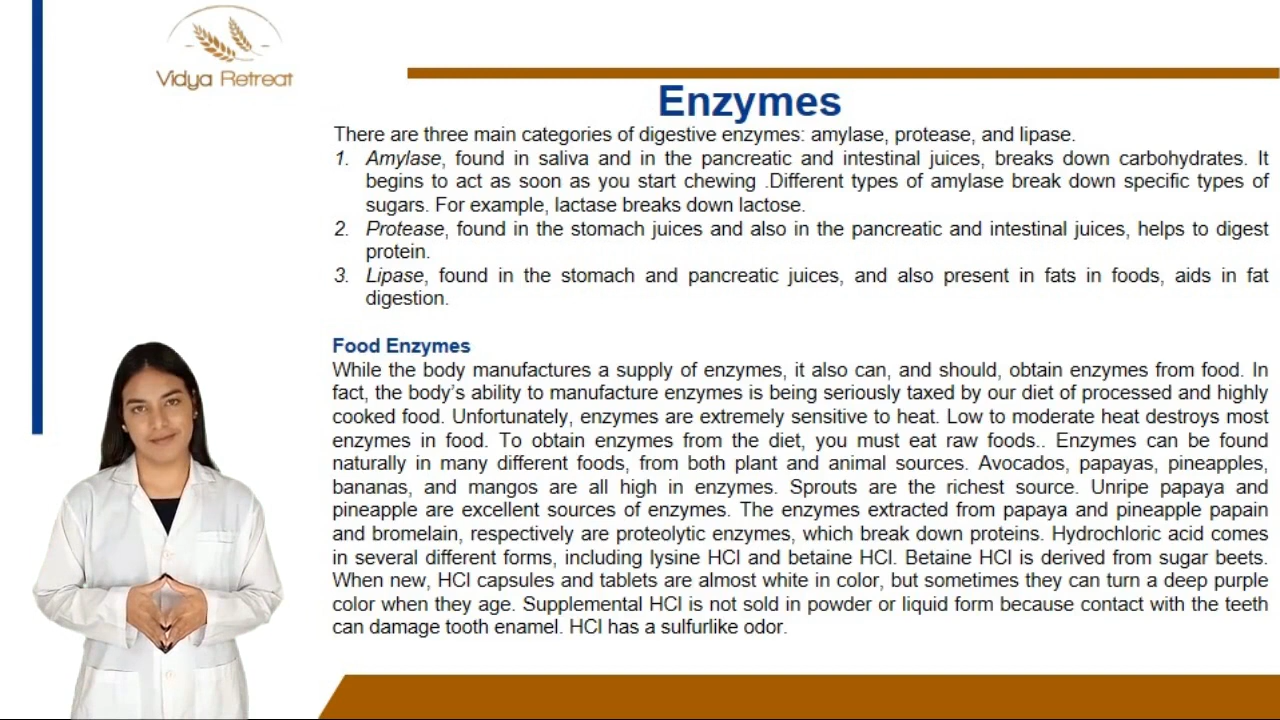 Vidya Retreat
Enzymes
There are three main categories of digestive enzymes: amylase, protease, and lipase.
1. Amylase, found in saliva and in the pancreatic and intestinal juices, breaks down carbohydrates. It
begins to act as soon as you start chewing .Different types of amylase break down specific types of
sugars. For example, lactase breaks down lactose.
2. Protease, found in the stomach juices and also in the pancreatic and intestinal juices, helps to digest
protein.
3. Lipase, found in the stomach and pancreatic juices, and also present in fats in foods, aids in fat
digestion.
Food Enzymes
While the body manufactures a supply of enzymes, it also can, and should, obtain enzymes from food. In
fact, the body's ability to manufacture enzymes is being seriously taxed by our diet of processed and highly
cooked food. Unfortunately, enzymes are extremely sensitive to heat. Low to moderate heat destroys most
enzymes in food. To obtain enzymes from the diet, you must eat raw foods.. Enzymes can be found
naturally in many different foods, from both plant and animal sources. Avocados, papayas, pineapples,
bananas, and mangos are all high in enzymes. Sprouts are the richest source. Unripe papaya and
pineapple are excellent sources of enzymes. The enzymes extracted from papaya and pineapple papain
and bromelain, respectively are proteolytic enzymes, which break down proteins. Hydrochloric acid comes
in several different forms, including lysine HCl and betaine HCl. Betaine HCl is derived from sugar beets.
When new, HCl capsules and tablets are almost white in color, but sometimes they can turn a deep purple
color when they age. Supplemental HCl is not sold in powder or liquid form because contact with the teeth
can damage tooth enamel. HCl has a sulfurlike odor.